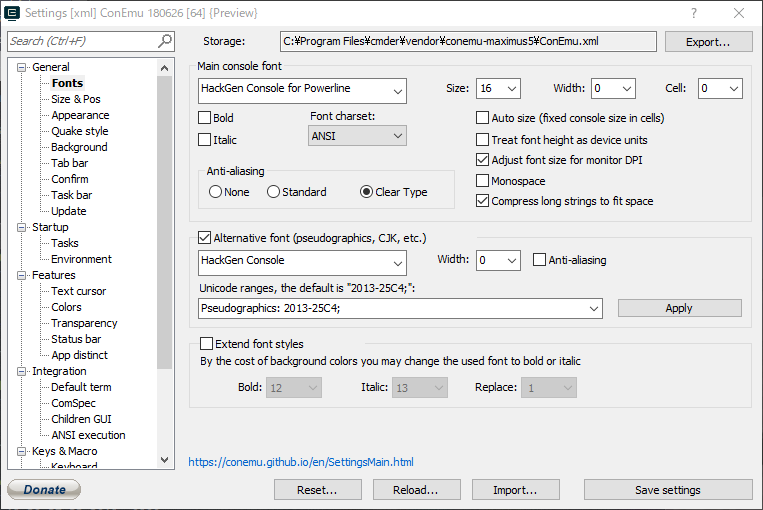 Settings [xml] ConEmu 180626 [64] {Preview}
Search (Ctrl+F)
Storage:
C:¥Program Files¥cmder¥vendor¥conemu-maximus5¥ConEmu.xml
Export...
General
Fonts
Size & Pos
Appearance
Quake style
Background
Tab bar
Confirm
Task bar
Update
Startup
Tasks
Environment
Features
Text cursor
Colors
Transparency
Status bar
App distinct
Integration
Default term
ComSpec
Children GUI
ANSI execution
Keys & Macro
Keyboard
Main console font
HackGen Console for Powerline
Size:
16
Width:
0
Cell:
0
Bold
Italic
Font charset:
ANSI
Auto size (fixed console size in cells)
Treat font height as device units
Adjust font size for monitor DPI
Monospace
Compress long strings to fit space
Anti-aliasing
None
Standard
Clear Type
Alternative font (pseudographics, CJK, etc.)
HackGen Console
Width:
0
Anti-aliasing
Unicode ranges, the default is "2013-25C4;":
Pseudographics: 2013-25C4;
Apply
Extend font styles
By the cost of background colors you may change the used font to bold or italic
Bold:
12
Italic:
13
Replace:
1
https://conemu.github.io/en/SettingsMain.html
Donate
Reset...
Reload...
Import...
Save settings